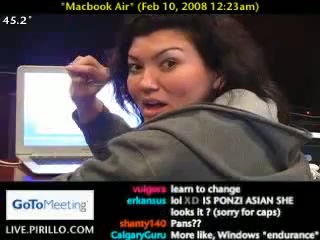 *Macbook Air* (Feb 10, 2008 12:23am)
45.2°
vulgors learn to change
erkansus lol XD IS PONZI ASIAN SHE
looks it ? (sorry for caps)
shanty140 Pans??
CalgaryGuru More like, Windows *endurance*
GoToMeeting
LIVE.PIRILLO.COM